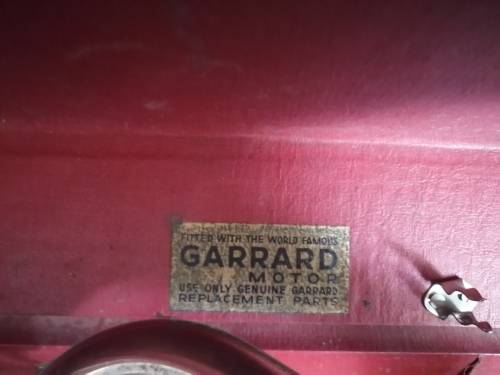 FITTED WITH THE WORLD FAMOUS
GARRARD
MOTOR
USE ONLY GENUINE GARRARD
REPLACEMENT PARTS